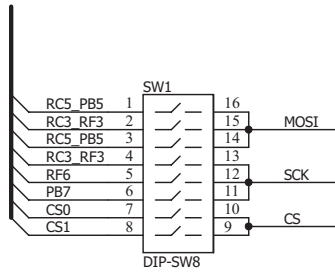 SW1
RC5_PB5 1 16
RC3_RF3 2 15 MOSI
RC5_PB5 3 14
RC3_RF3 4 13
RF6 5 12 SCK
PB7 6 11
CS0 7 10 CS
CS1 8 9
DIP-SW8